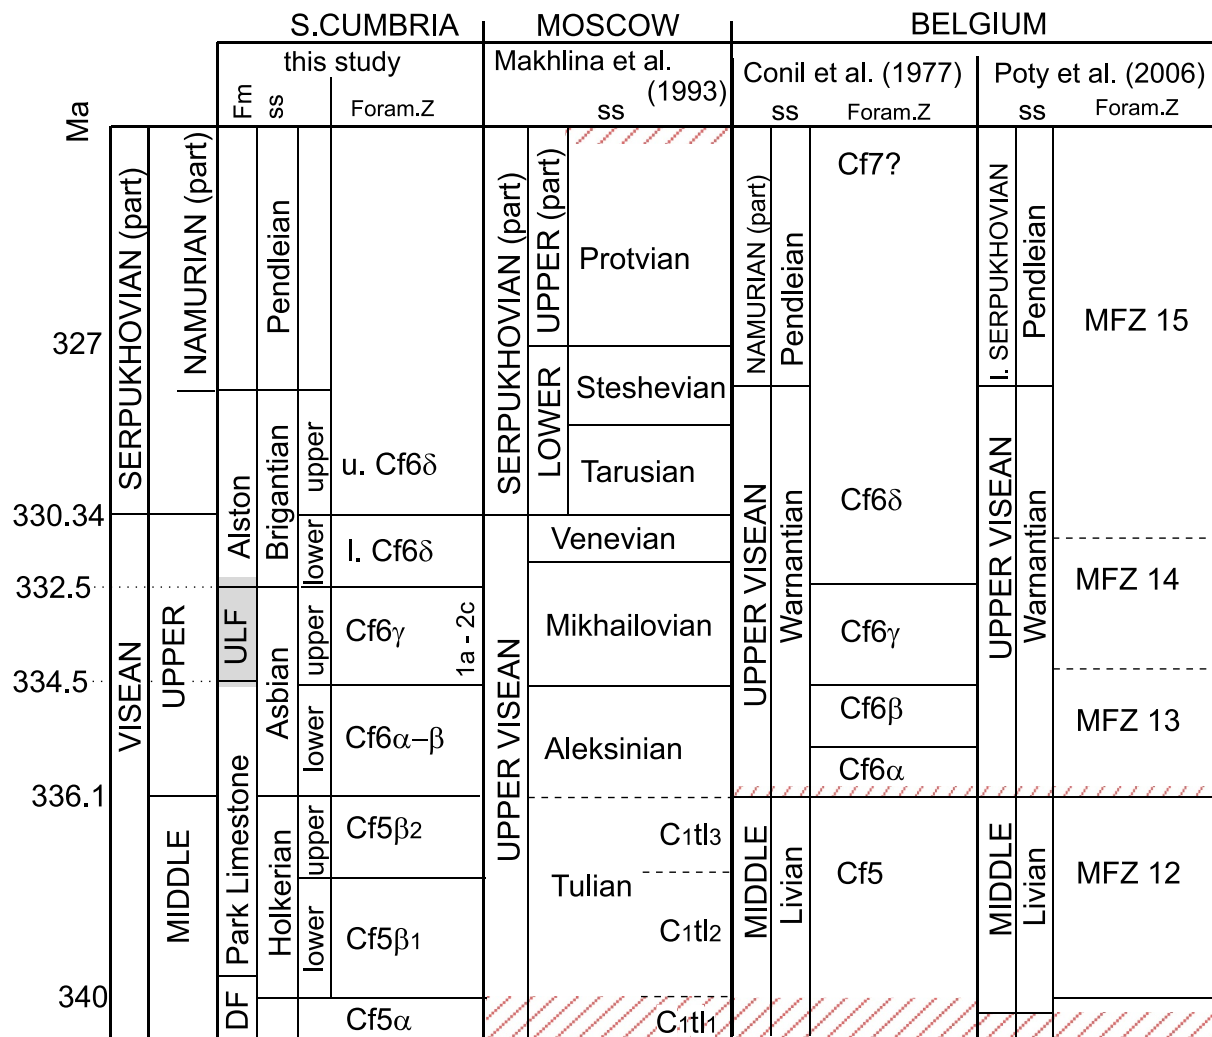 S.CUMBRIA
MOSCOW
BELGIUM
this study
Makhlina et al.
(1993)
Conil et al. (1977)
Poty et al. (2006)
Ma
Fm
ss
Foram.Z
ss
ss
Foram.Z
ss
Foram.Z
327
330.34
332.5
334.5
336.1
340
SERPUKHOVIAN (part)
VISEAN
NAMURIAN (part)
UPPER
MIDDLE
Alston
ULF
Park Limestone
DF
Pendleian
Brigantian
Asbian
Holkerian
upper
lower
upper
lower
upper
lower
u. Cf6δ
l. Cf6δ
Cf6γ
1a - 2c
Cf6α–β
Cf5β2
Cf5β1
Cf5α
SERPUKHOVIAN (part)
UPPER VISEAN
UPPER (part)
LOWER
Protvian
Steshevian
Tarusian
Venevian
Mikhailovian
Aleksinian
Tulian
C1tl3
C1tl2
C1tl1
NAMURIAN (part)
UPPER VISEAN
MIDDLE
Pendleian
Warnantian
Livian
Cf7?
Cf6δ
Cf6γ
Cf6β
Cf6α
Cf5
l. SERPUKHOVIAN
UPPER VISEAN
MIDDLE
Pendleian
Warnantian
Livian
MFZ 15
MFZ 14
MFZ 13
MFZ 12